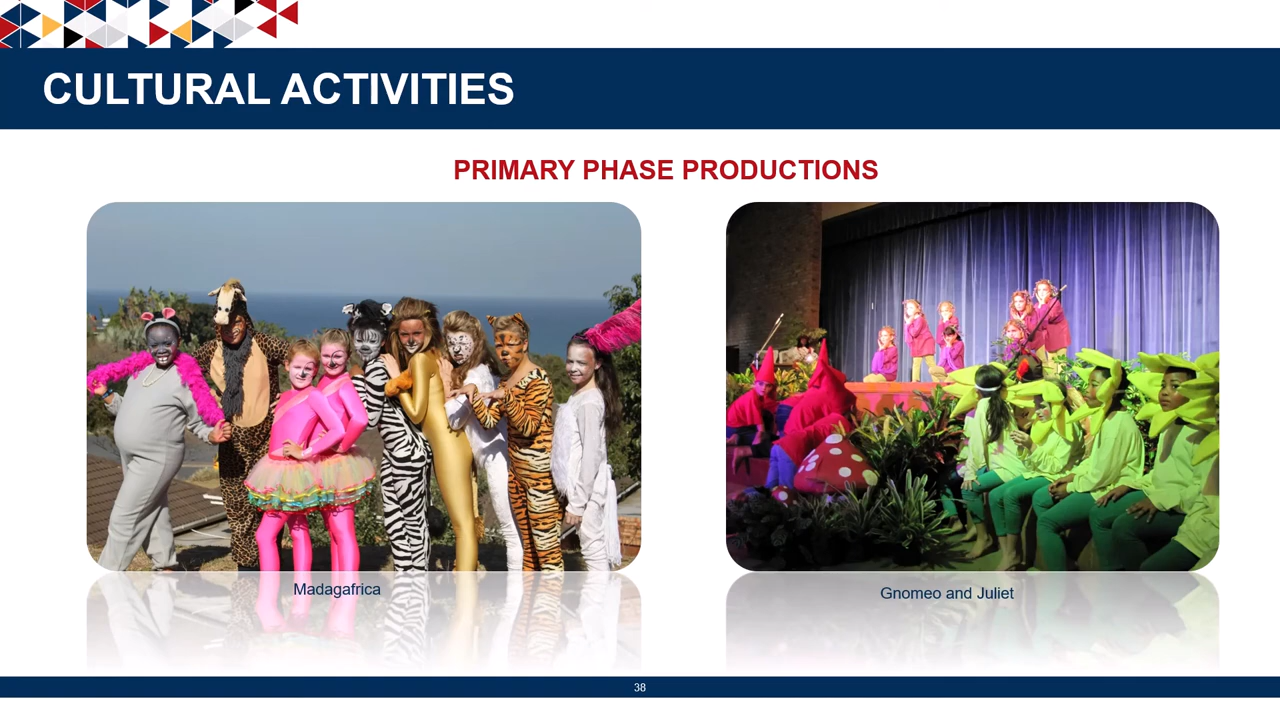 CULTURAL ACTIVITIES
PRIMARY PHASE PRODUCTIONS
Madagafrica
Gnomeo and Juliet
38